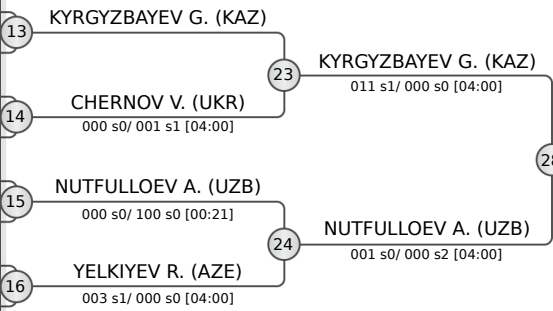 13
KYRGYZBAYEV G. (KAZ)
23
KYRGYZBAYEV G. (KAZ)
011 s1/ 000 s0 [04:00]
14
CHERNOV V. (UKR)
000 s0/ 001 s1 [04:00]
15
NUTFULLOEV A. (UZB)
000 s0/ 100 s0 [00:21]
24
NUTFULLOEV A. (UZB)
001 s0/ 000 s2 [04:00]
16
YELKIYEV R. (AZE)
003 s1/ 000 s0 [04:00]